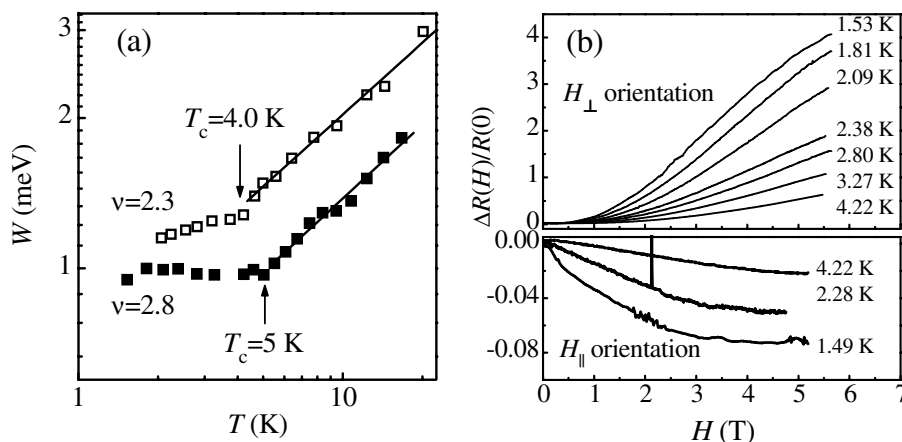 (a)
3
2
1
W (meV)
T_c=4.0 K
ν=2.3
ν=2.8
T_c=5 K
1
10
T (K)
(b)
4
3
2
1
0
0.00
-0.04
-0.08
ΔR(H)/R(0)
H⊥ orientation
1.53 K
1.81 K
2.09 K
2.38 K
2.80 K
3.27 K
4.22 K
4.22 K
2.28 K
1.49 K
H∥ orientation
0 1 2 3 4 5 6 7
H (T)